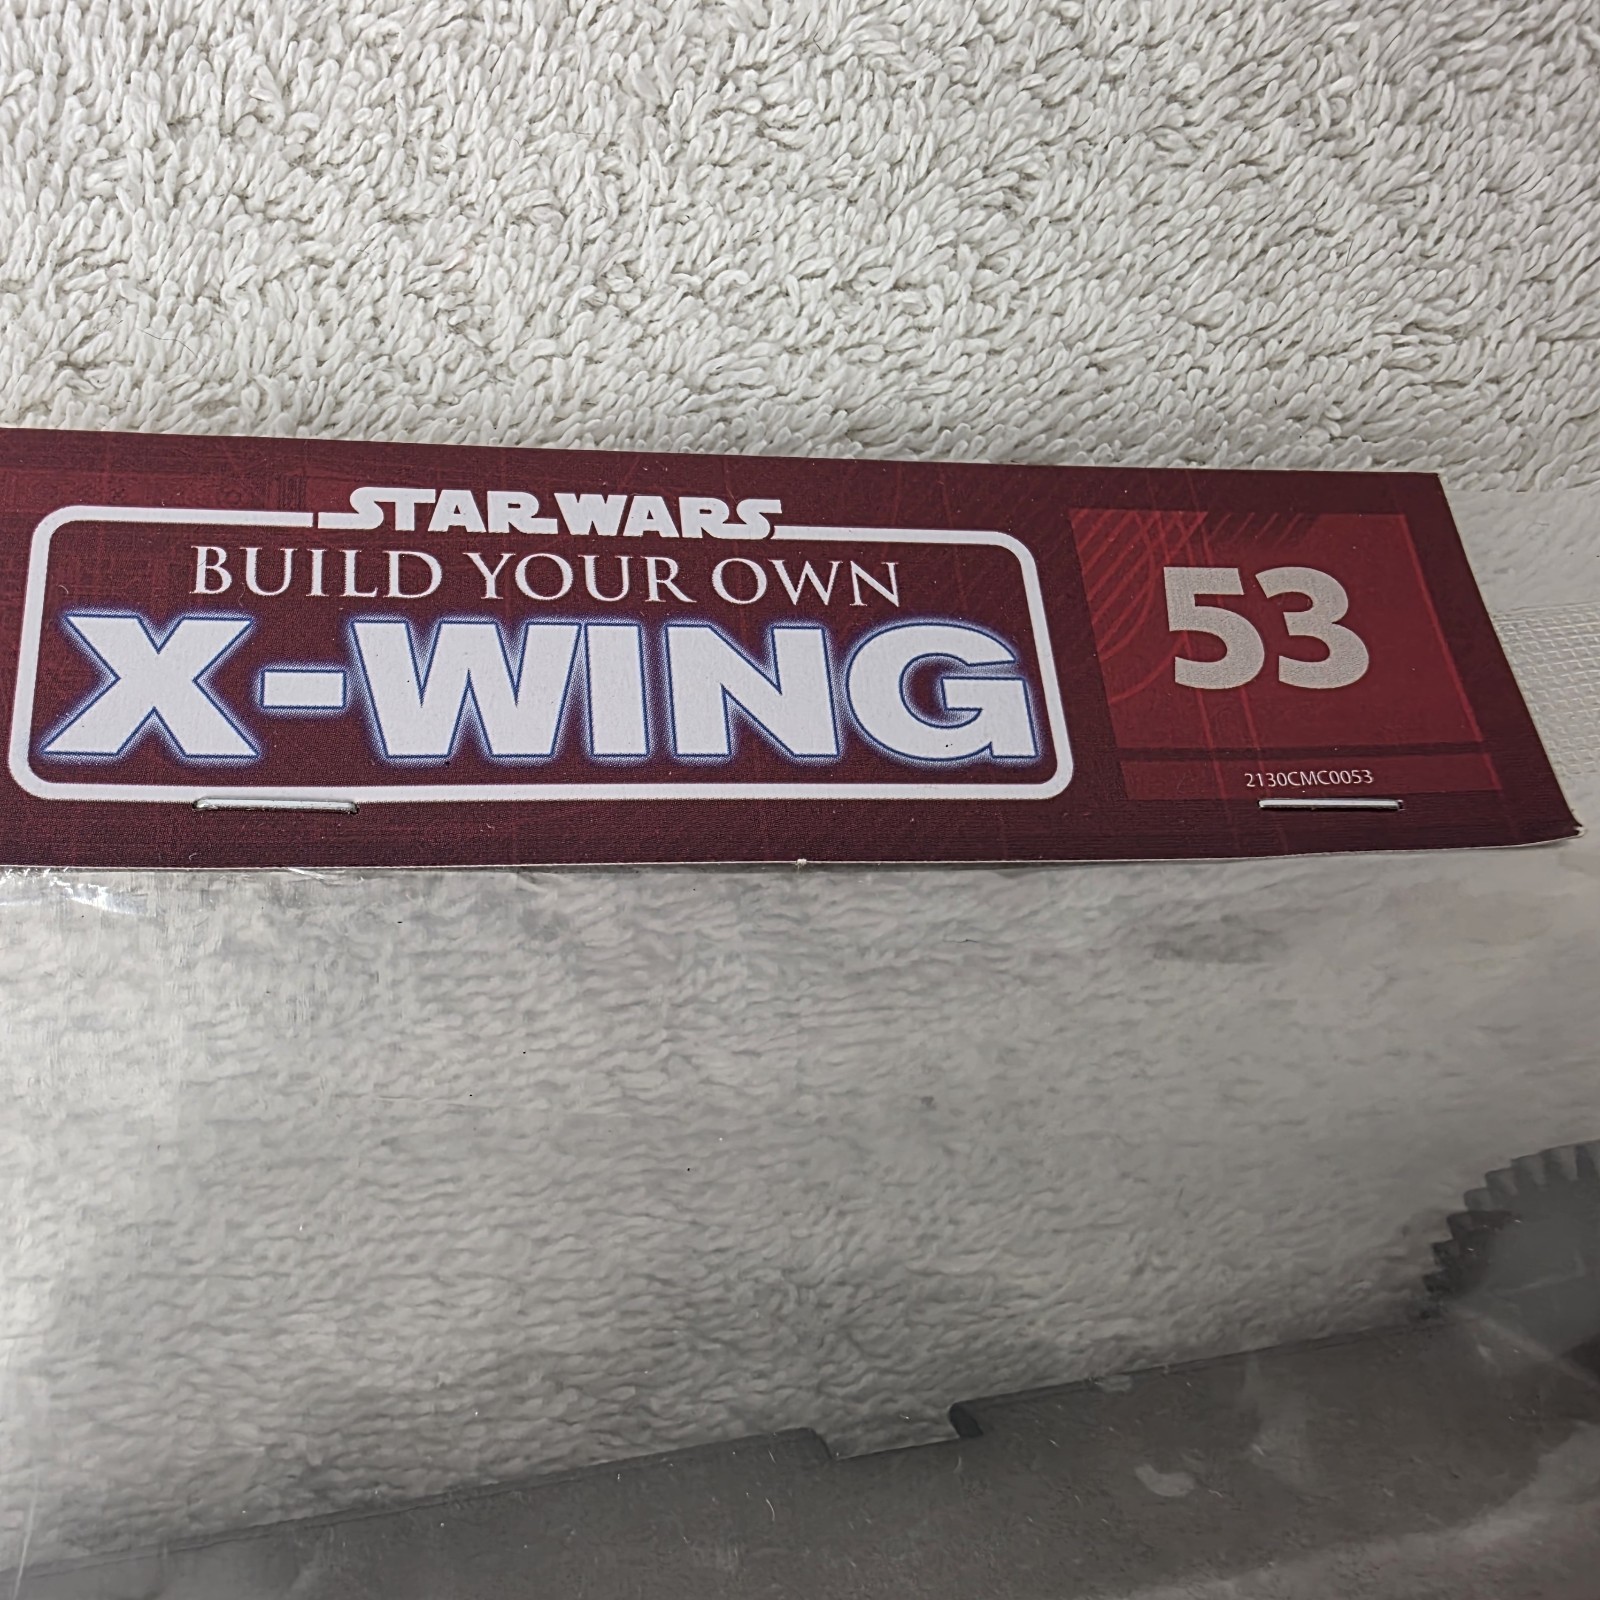 STAR WARS
BUILD YOUR OWN
X-WING
53
2130CMC0053